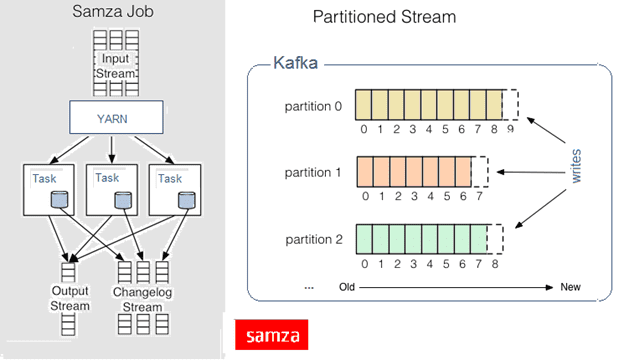 Samza Job
Input
Stream
YARN
Task
Task
Task
Output
Stream
Changelog
Stream
Partitioned Stream
Kafka
partition 0
0 1 2 3 4 5 6 7 8 9
partition 1
0 1 2 3 4 5 6 7
partition 2
0 1 2 3 4 5 6 7 8
writes
... Old New
samza